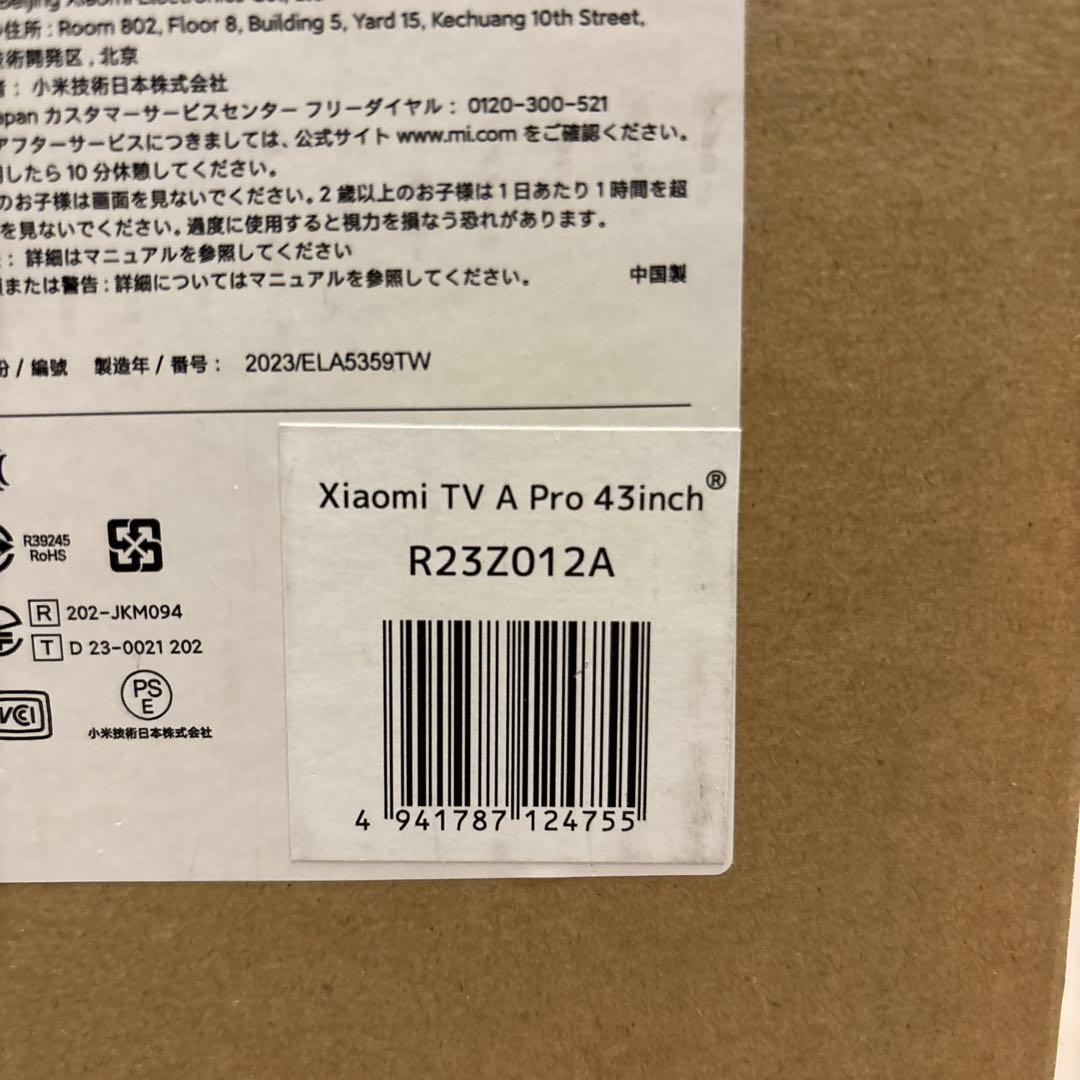 Beijing Xiaomi Electronics Co., Ltd
住所 : Room 802, Floor 8, Building 5, Yard 15, Kechuang 10th Street,
術開発区 , 北京
: 小米技術日本株式会社
apan カスタマーサービスセンター フリーダイヤル : 0120-300-521
アフターサービスにつきましては、公式サイト www.mi.com をご確認ください。
したら 10 分休憩してください。
のお子様は画面を見ないでください。2 歳以上のお子様は 1 日あたり 1 時間を超
を見ないでください。過度に使用すると視力を損なう恐れがあります。
: 詳細はマニュアルを参照してください
または警告 : 詳細についてはマニュアルを参照してください。 中国製
份 / 編號 製造年 / 番号 : 2023/ELA5359TW
Xiaomi TV A Pro 43inch®
R23Z012A
R39245
RoHS
R 202-JKM094
T D 23-0021 202
VCCI
PS
E
小米技術日本株式会社
4 941787 124755